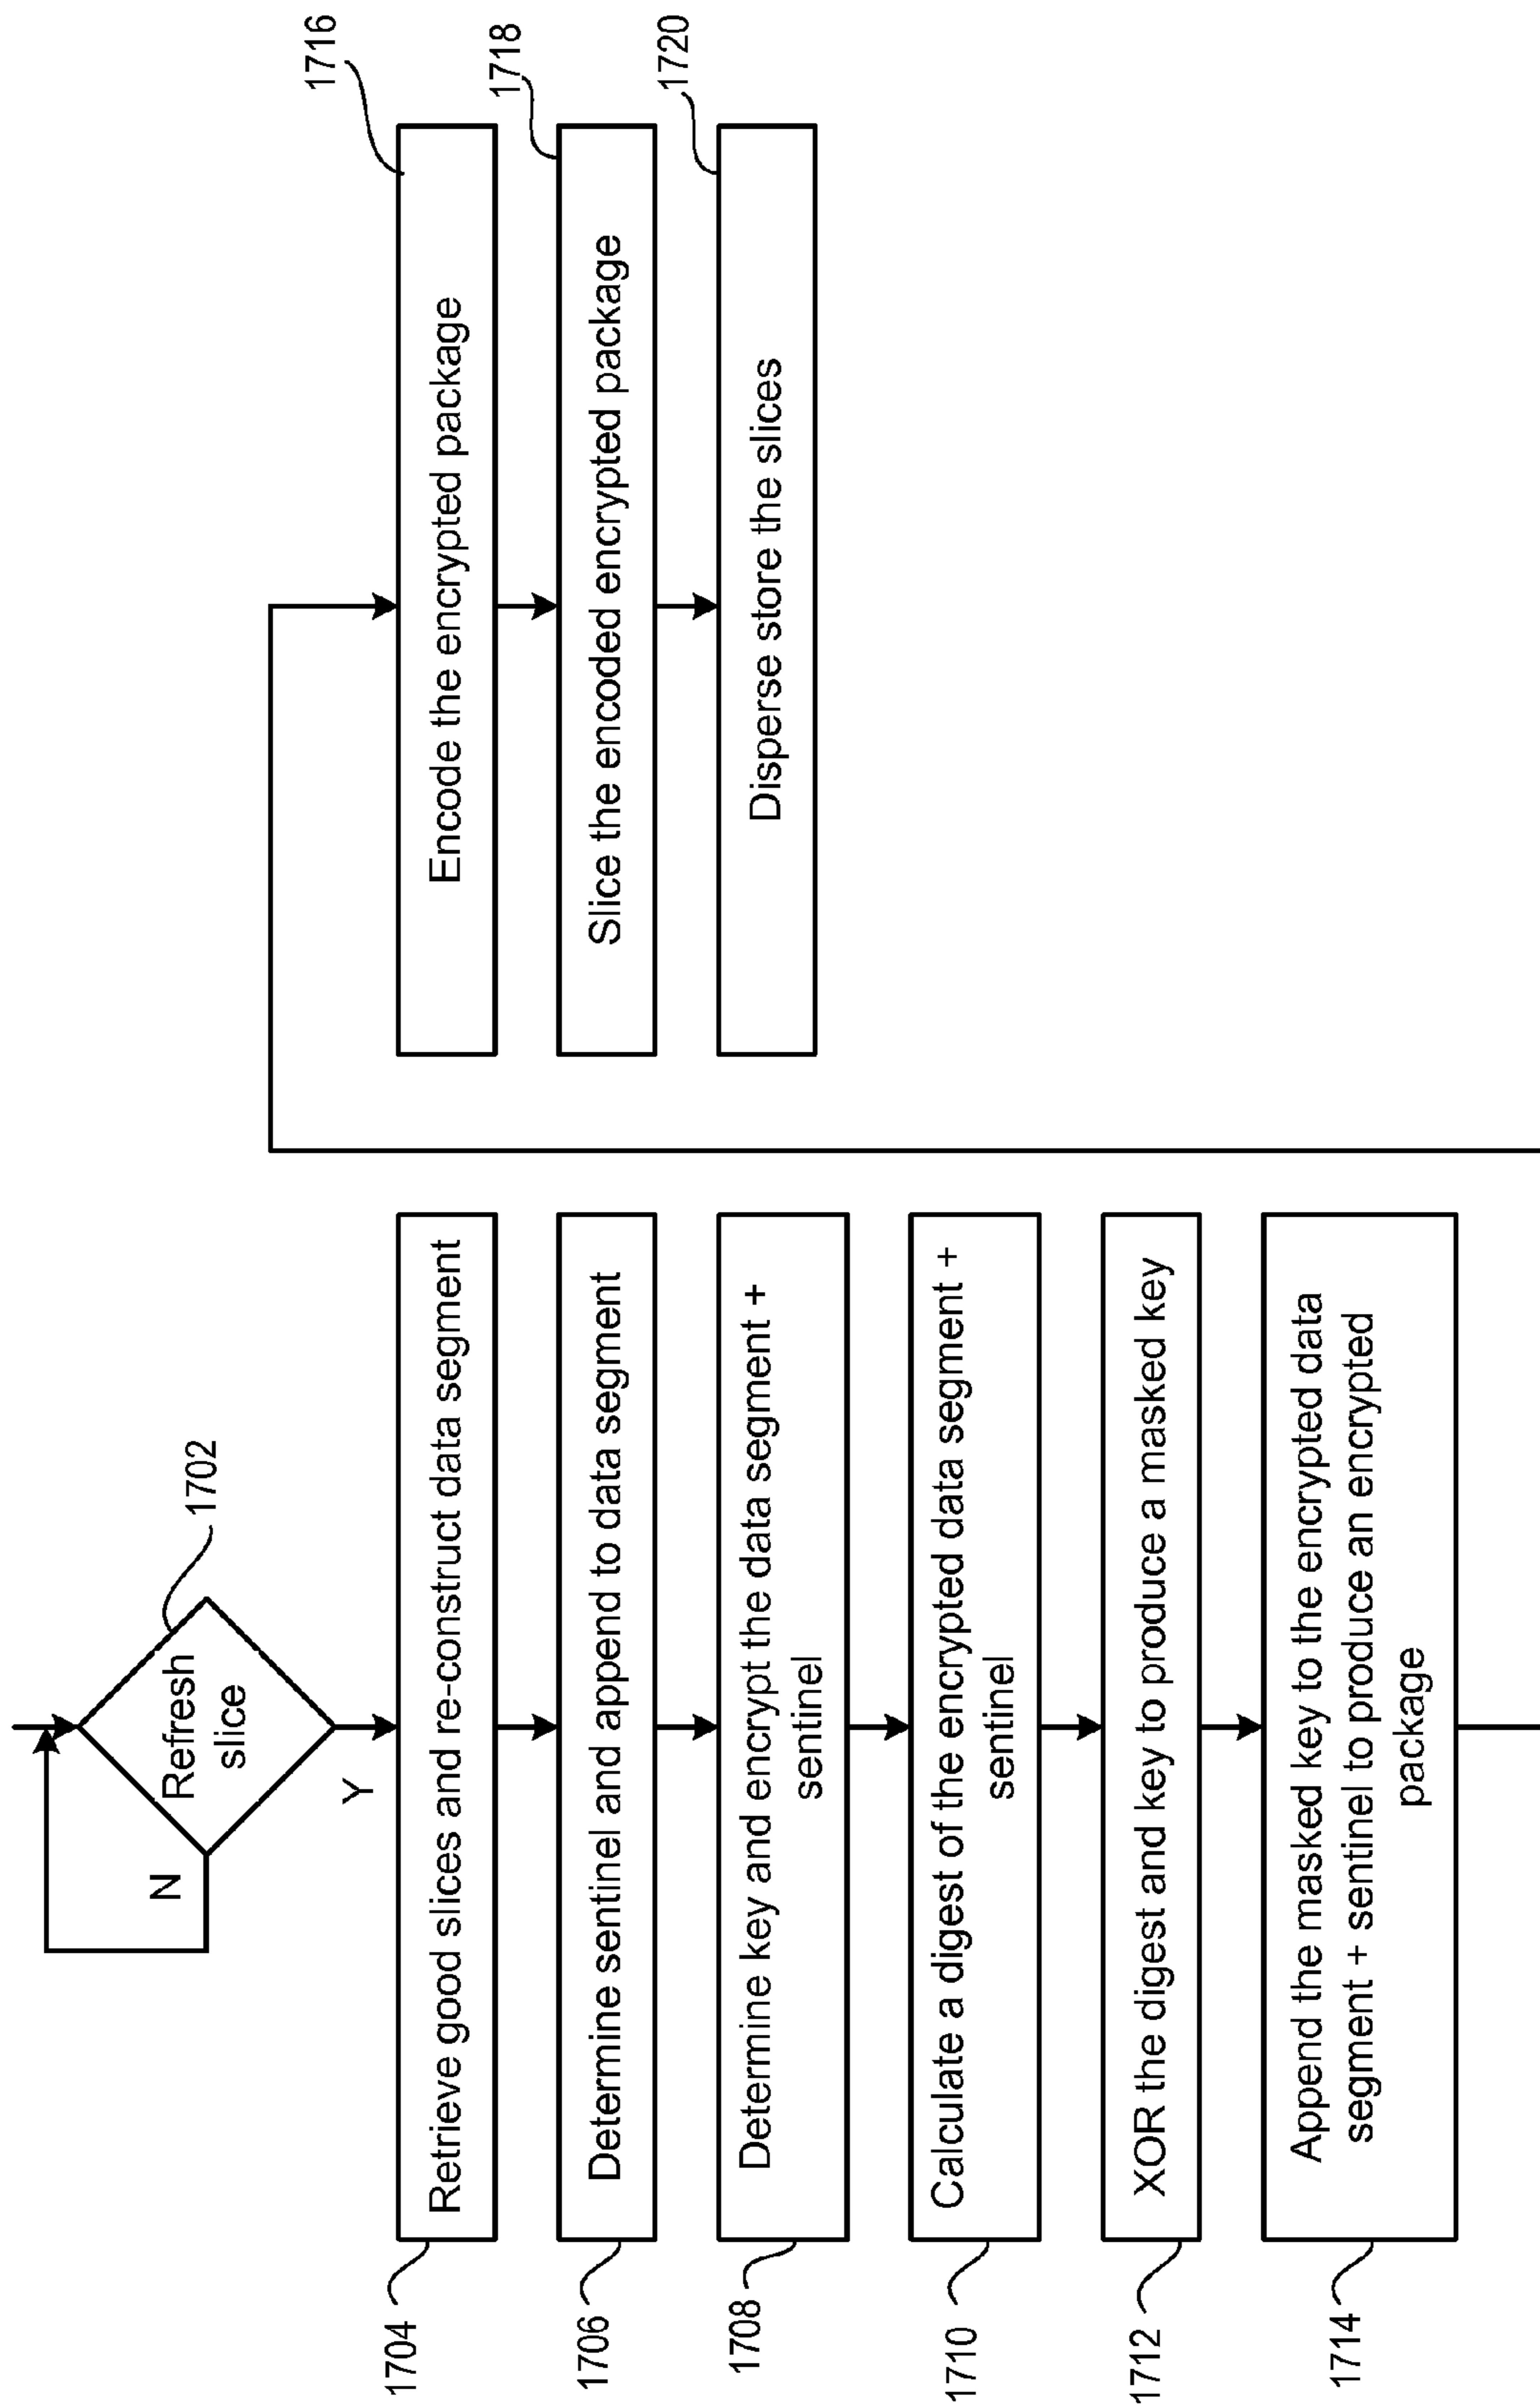 Refresh
slice
1702
N
Y
1704
Retrieve good slices and re-construct data segment
1706
Determine sentinel and append to data segment
1708
Determine key and encrypt the data segment +
sentinel
1710
Calculate a digest of the encrypted data segment +
sentinel
1712
XOR the digest and key to produce a masked key
1714
Append the masked key to the encrypted data
segment + sentinel to produce an encrypted
package
1716
Encode the encrypted package
1718
Slice the encoded encrypted package
1720
Disperse store the slices